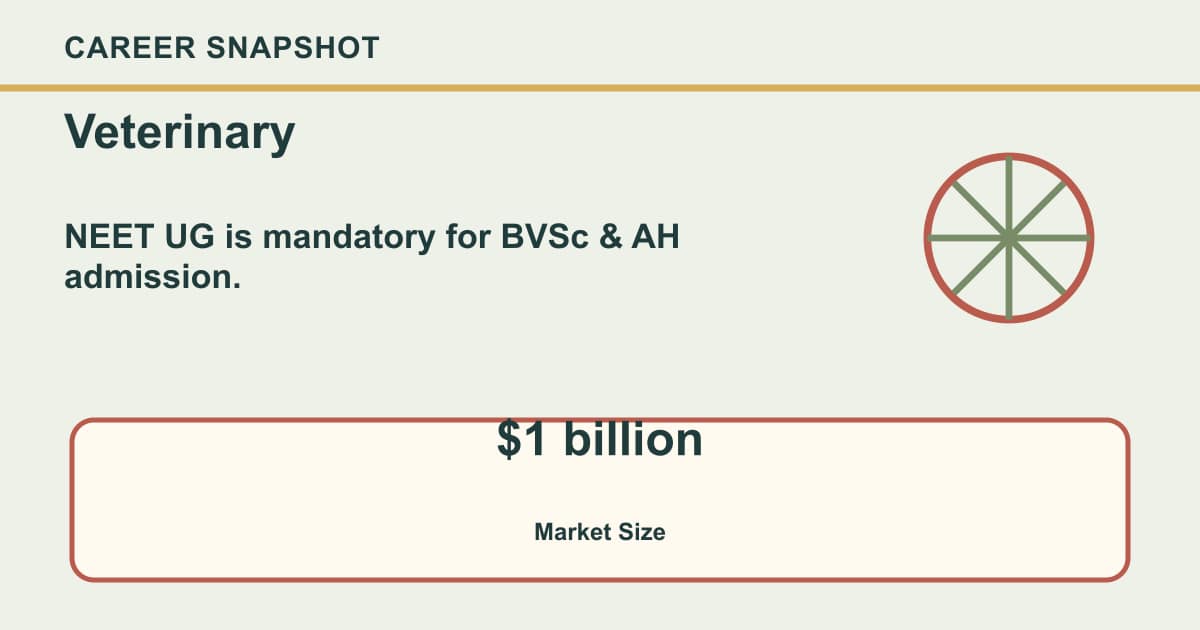 CAREER SNAPSHOT
Veterinary
NEET UG is mandatory for BVSc & AH
admission.
$1 billion
Market Size